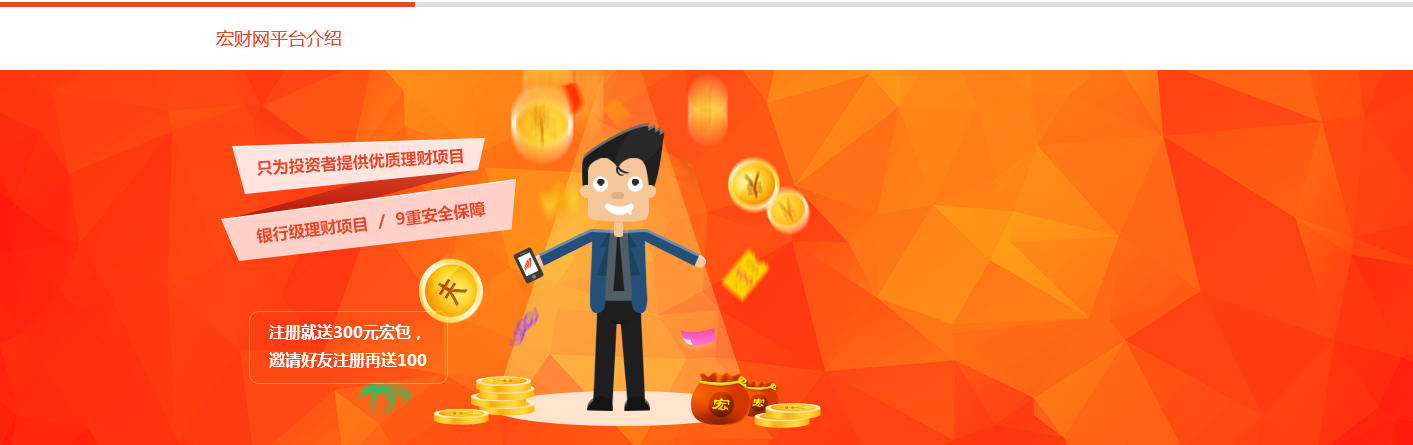 宏财网平台介绍
只为投资者提供优质理财项目
银行级理财项目 / 9重安全保障
注册就送300元宏包，
邀请好友注册再送100
宏
宏